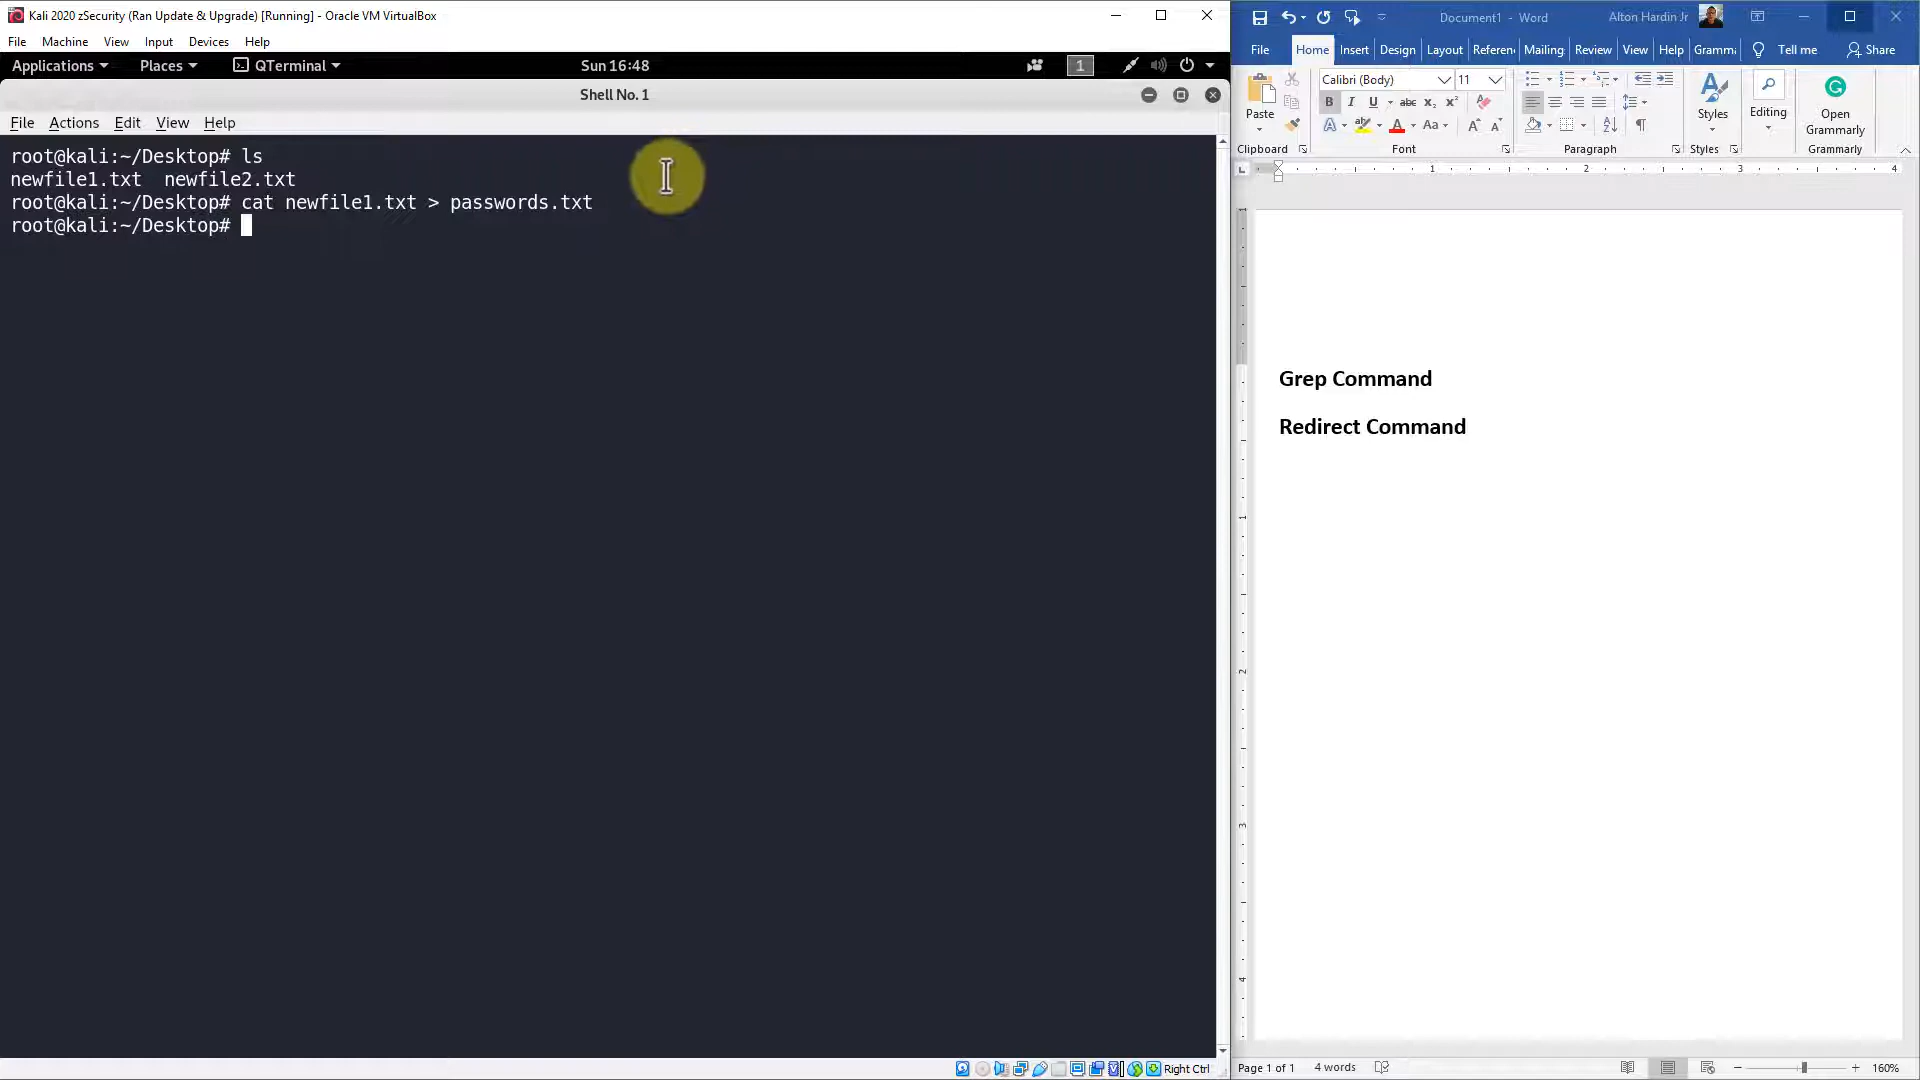 Kali 2020 zSecurity (Ran Update & Upgrade) [Running] - Oracle VM VirtualBox
File Machine View Input Devices Help
Applications Places QTerminal Sun 16:48 1
Shell No. 1
File Actions Edit View Help
root@kali:~/Desktop# ls
newfile1.txt newfile2.txt
root@kali:~/Desktop# cat newfile1.txt > passwords.txt
root@kali:~/Desktop#
Right Ctrl
Document1 - Word Alton Hardin Jr
File Home Insert Design Layout Referen Mailing Review View Help Gramma Tell me Share
Calibri (Body) 11
Paste Styles Editing Open Grammarly
Clipboard Font Paragraph Styles Grammarly
Grep Command
Redirect Command
Page 1 of 1 4 words 160%